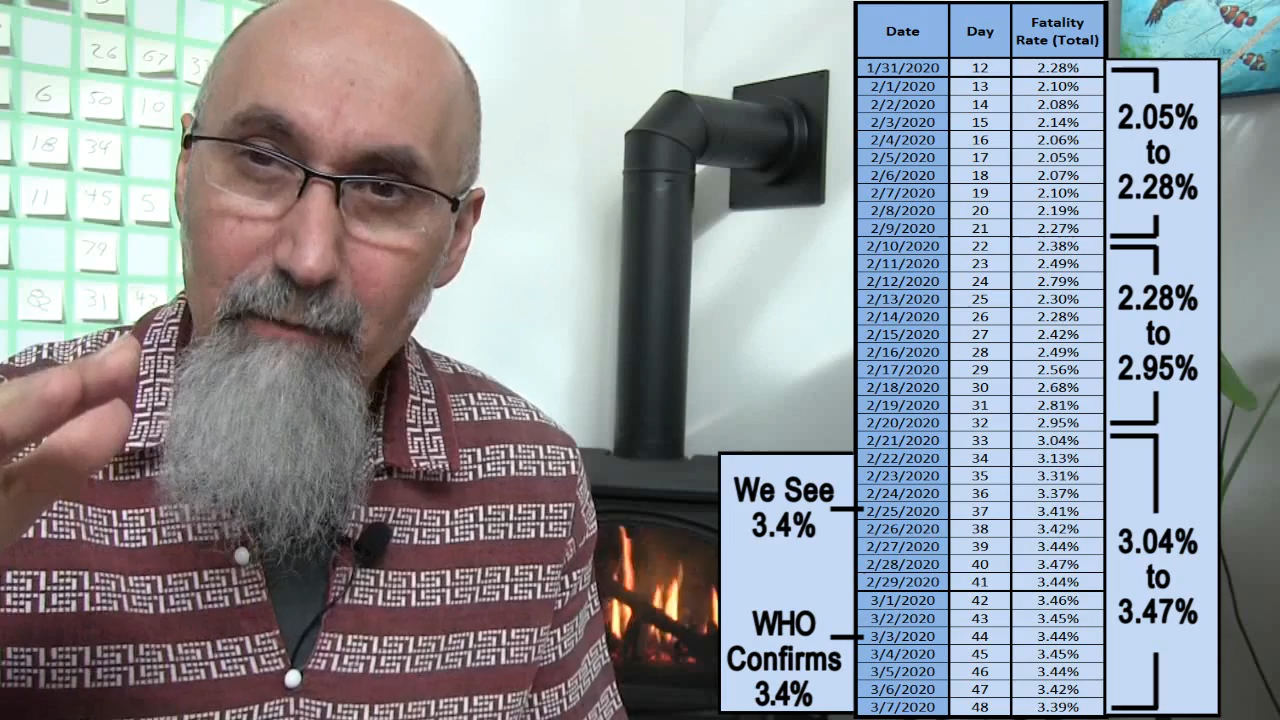 26 67
6 50 10
18 34
11 45 5
79
31
Date Day Fatality
Rate (Total)
1/31/2020 12 2.28%
2/1/2020 13 2.10%
2/2/2020 14 2.08%
2/3/2020 15 2.14%
2/4/2020 16 2.06%
2/5/2020 17 2.05%
2/6/2020 18 2.07%
2/7/2020 19 2.10%
2/8/2020 20 2.19%
2/9/2020 21 2.27%
2/10/2020 22 2.38%
2/11/2020 23 2.49%
2/12/2020 24 2.79%
2/13/2020 25 2.30%
2/14/2020 26 2.28%
2/15/2020 27 2.42%
2/16/2020 28 2.49%
2/17/2020 29 2.56%
2/18/2020 30 2.68%
2/19/2020 31 2.81%
2/20/2020 32 2.95%
2/21/2020 33 3.04%
2/22/2020 34 3.13%
2/23/2020 35 3.31%
2/24/2020 36 3.37%
2/25/2020 37 3.41%
2/26/2020 38 3.42%
2/27/2020 39 3.44%
2/28/2020 40 3.47%
2/29/2020 41 3.44%
3/1/2020 42 3.46%
3/2/2020 43 3.45%
3/3/2020 44 3.44%
3/4/2020 45 3.45%
3/5/2020 46 3.44%
3/6/2020 47 3.42%
3/7/2020 48 3.39%
2.05%
to
2.28%
2.28%
to
2.95%
3.04%
to
3.47%
We See
3.4%
WHO
Confirms
3.4%